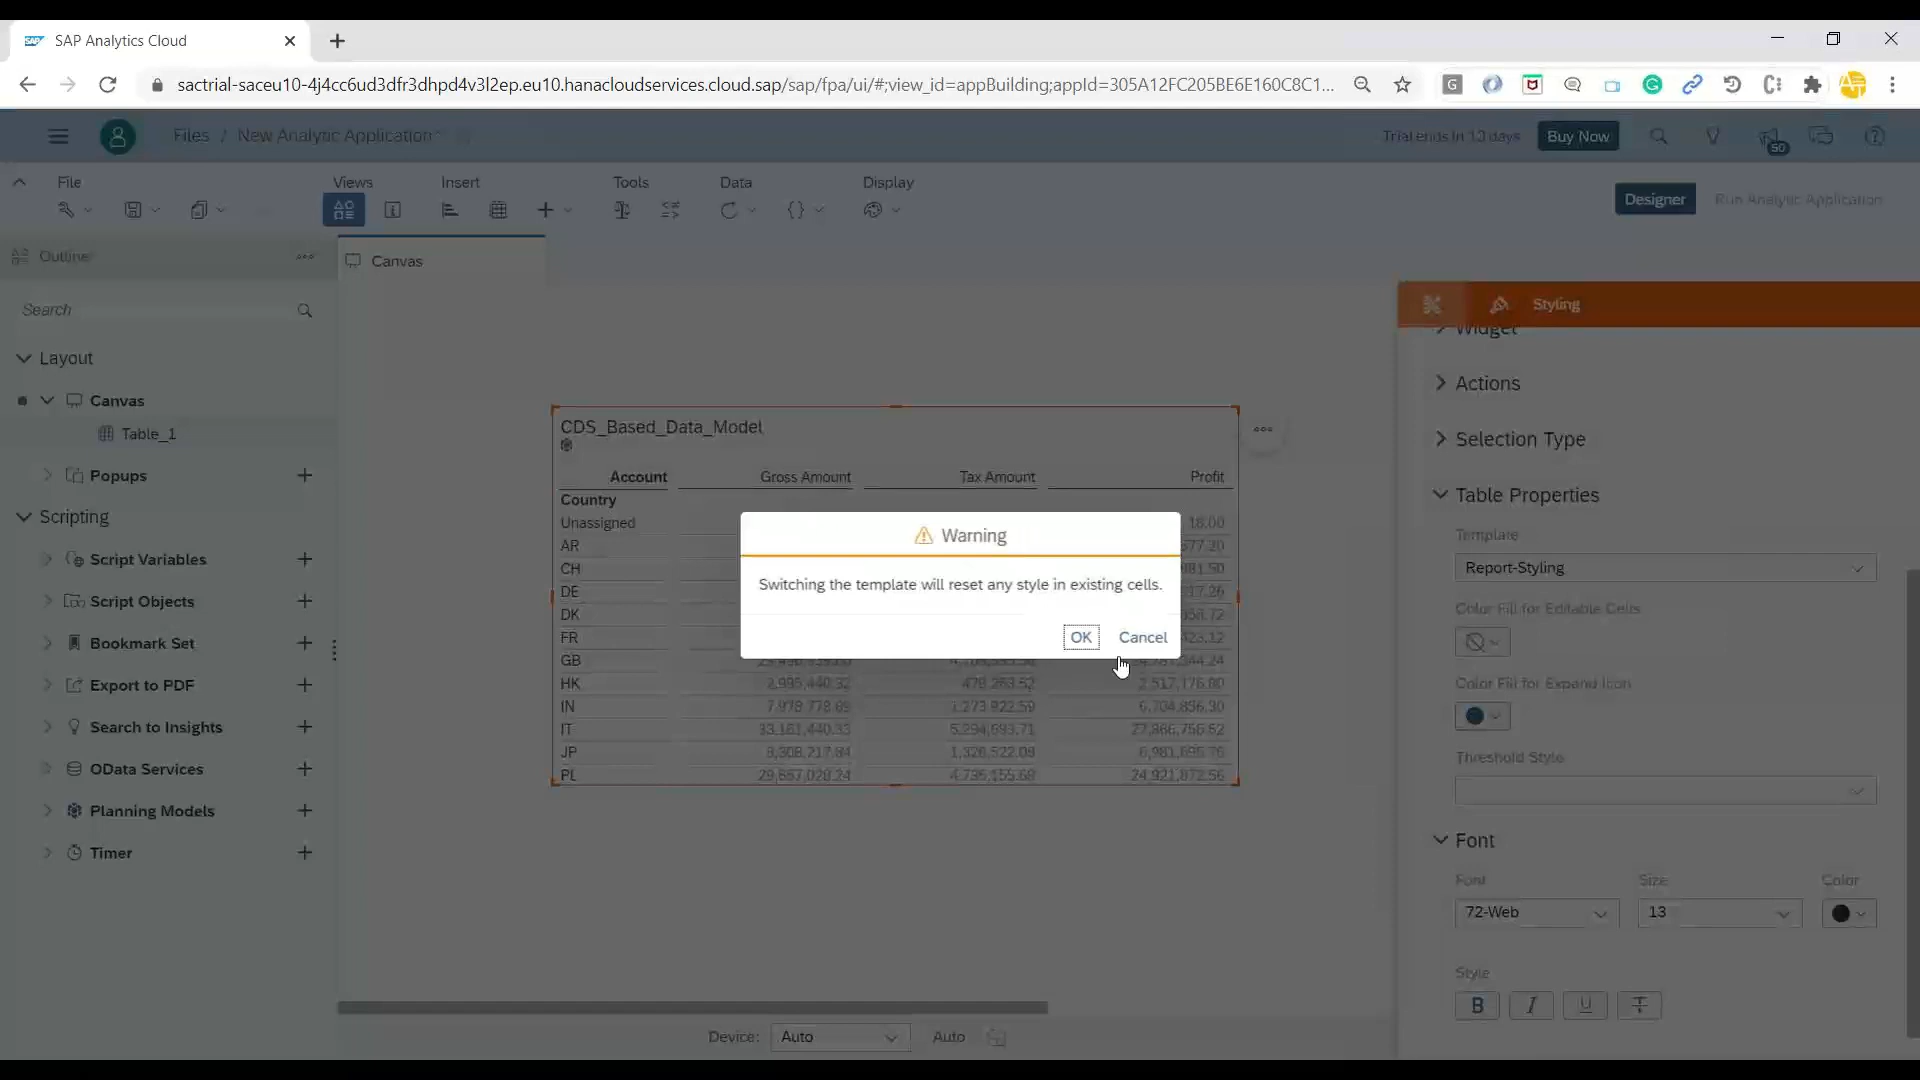 SAP Analytics Cloud
sactrial-saceu10-4j4cc6ud3dfr3dhpd4v3l2ep.eu10.hanacloudservices.cloud.sap/sap/fpa/ui/#;view_id=appBuilding;appId=305A12FC205BE6E160C8C1...
Files / New Analytic Application*
Trial ends in 13 days
Buy Now
50
File
Views
Insert
Tools
Data
Display
Designer
Run Analytic Application
Outline
Canvas
Styling
Search
Widget
Layout
Actions
Canvas
CDS_Based_Data_Model
Table_1
Selection Type
Account Gross Amount Tax Amount Profit
Popups
Table Properties
Country
Scripting
Unassigned 18.00
Template
Warning
AR
Script Variables
CH
Report-Styling
Switching the template will reset any style in existing cells.
DE
Script Objects
Color Fill for Editable Cells
DK
FR
OK
Cancel
Bookmark Set
GB
HK 2,995,440.32 478,263.52 2,517,176.80
Export to PDF
Color Fill for Expand Icon
IN 7,978,778.89 1,273,922.59 6,704,856.30
Search to Insights
IT 33,161,440.33 5,294,693.71 27,866,756.62
JP 8,308,217.84 1,326,522.09 6,981,695.75
Threshold Style
OData Services
PL 29,657,028.24 4,735,155.68 24,921,872.56
Planning Models
Font
Timer
Font
Size
Color
72-Web
13
Style
B I U T
Device: Auto
Auto